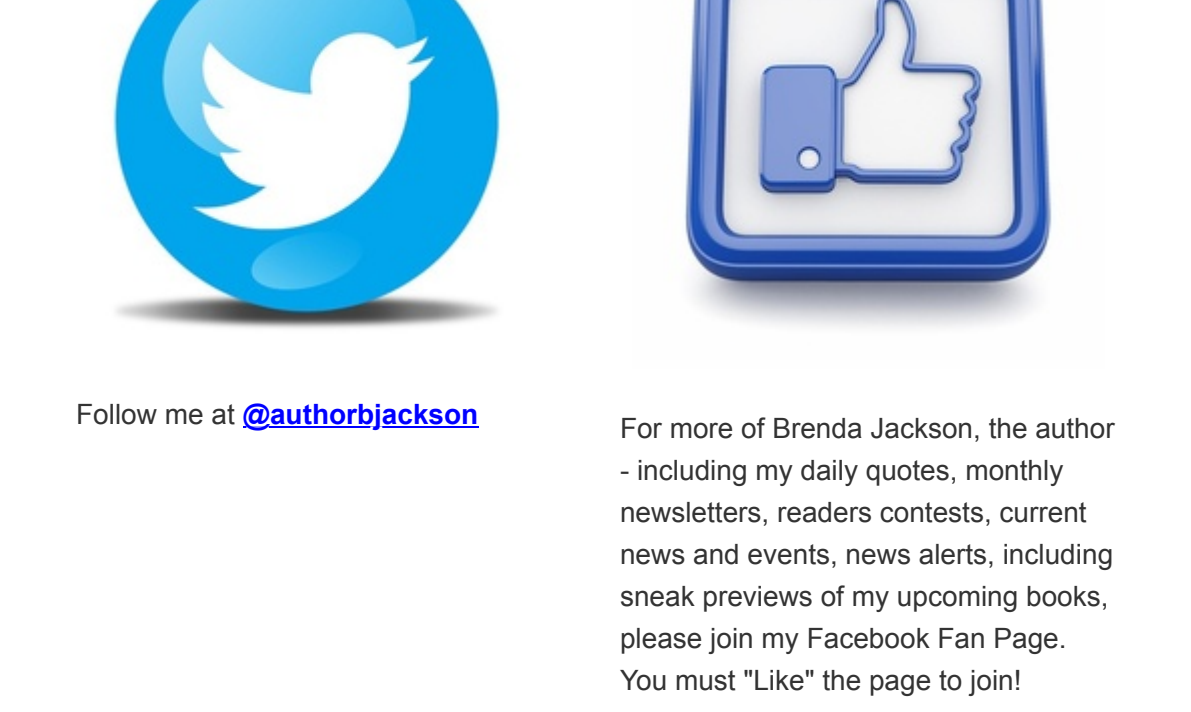 Follow me at @authorbjackson
For more of Brenda Jackson, the author
- including my daily quotes, monthly
newsletters, readers contests, current
news and events, news alerts, including
sneak previews of my upcoming books,
please join my Facebook Fan Page.
You must "Like" the page to join!